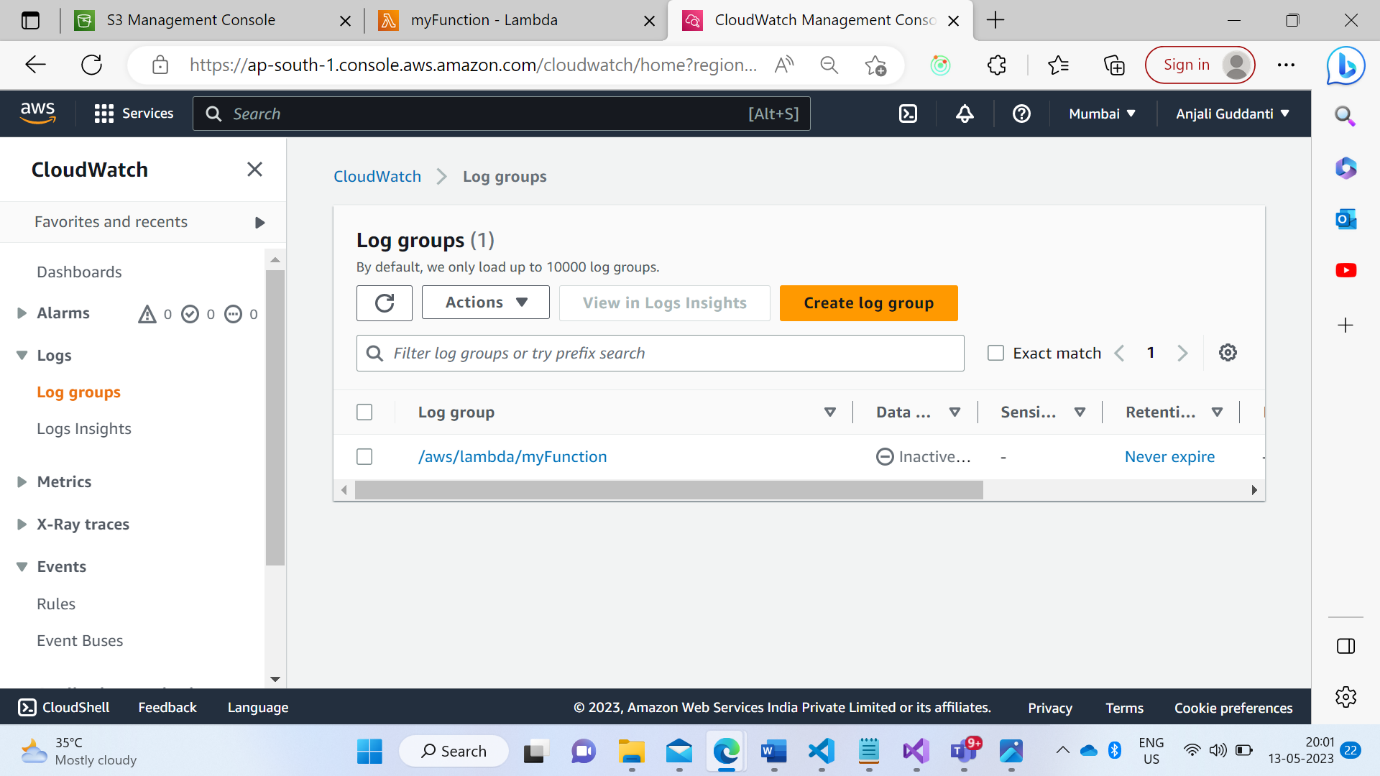 S3 Management Console
myFunction - Lambda
CloudWatch Management Conso
https://ap-south-1.console.aws.amazon.com/cloudwatch/home?region...
Sign in
aws
Services
Search
[Alt+S]
Mumbai
Anjali Guddanti
CloudWatch
Favorites and recents
Dashboards
Alarms
0
0
0
Logs
Log groups
Logs Insights
Metrics
X-Ray traces
Events
Rules
Event Buses
CloudWatch
Log groups
Log groups (1)
By default, we only load up to 10000 log groups.
Actions
View in Logs Insights
Create log group
Filter log groups or try prefix search
Exact match
1
Log group
Data ...
Sensi...
Retenti...
/aws/lambda/myFunction
Inactive...
-
Never expire
CloudShell
Feedback
Language
© 2023, Amazon Web Services India Private Limited or its affiliates.
Privacy
Terms
Cookie preferences
35°C
Mostly cloudy
Search
9+
ENG
US
20:01
13-05-2023
22